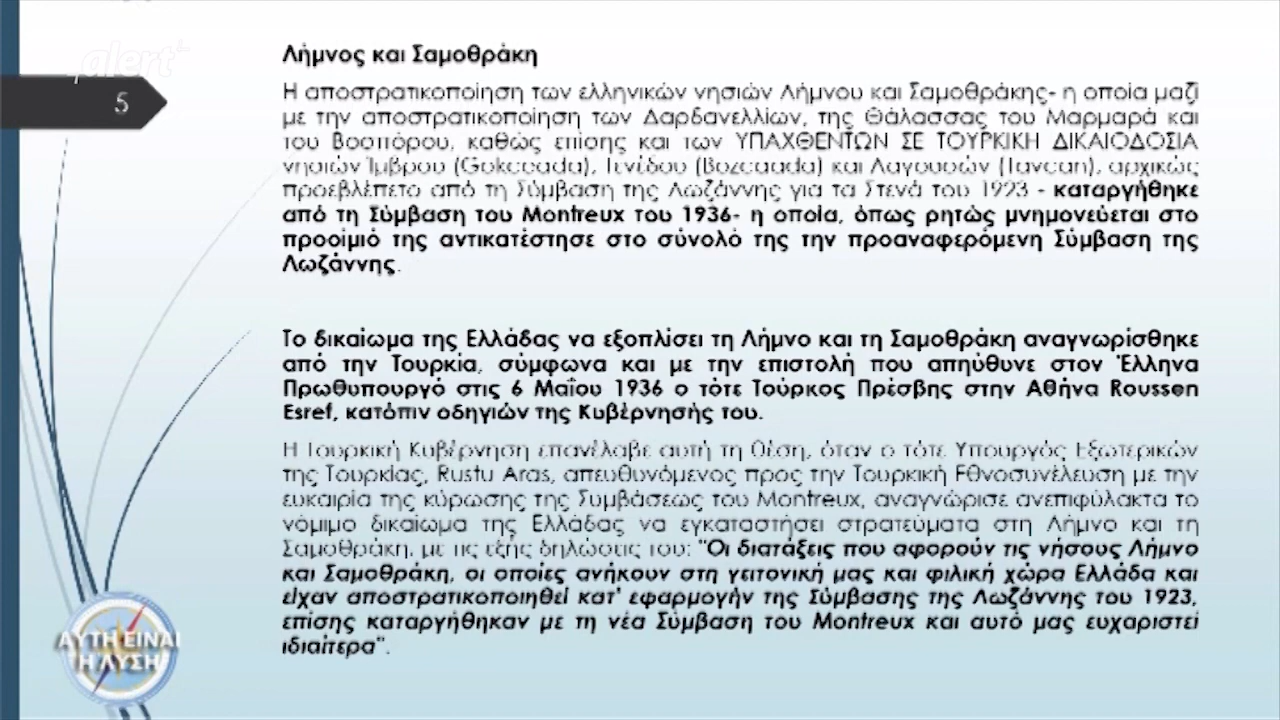 alert
5
Λήμνος και Σαμοθράκη
Η αποστρατικοποίηση των ελληνικών νησιών Λήμνου και Σαμοθράκης- η οποία μαζί
με την αποστρατικοποίηση των Δαρδανελλίων, της Θάλασσας του Μαρμαρά και
του Βοσπόρου, καθώς επίσης και των ΥΠΑΧΘΕΝΤΩΝ ΣΕ ΤΟΥΡΚΙΚΗ ΔΙΚΑΙΟΔΟΣΙΑ
νησιών Ίμβρου (Gokceada), Τενέδου (Bozcaada) και Λαγουσών (Tavcan), αρχικώς
προεβλέπετο από τη Σύμβαση της Λωζάννης για τα Στενά του 1923 - καταργήθηκε
από τη Σύμβαση του Montreux του 1936- η οποία, όπως ρητώς μνημονεύεται στο
προοίμιό της αντικατέστησε στο σύνολό της την προαναφερόμενη Σύμβαση της
Λωζάννης.
Το δικαίωμα της Ελλάδας να εξοπλίσει τη Λήμνο και τη Σαμοθράκη αναγνωρίσθηκε
από την Τουρκία, σύμφωνα και με την επιστολή που απηύθυνε στον Έλληνα
Πρωθυπουργό στις 6 Μαΐου 1936 ο τότε Τούρκος Πρέσβης στην Αθήνα Roussen
Esref, κατόπιν οδηγιών της Κυβέρνησής του.
Η Τουρκική Κυβέρνηση επανέλαβε αυτή τη θέση, όταν ο τότε Υπουργός Εξωτερικών
της Τουρκίας, Rustu Aras, απευθυνόμενος προς την Τουρκική Εθνοσυνέλευση με την
ευκαιρία της κύρωσης της Συμβάσεως του Montreux, αναγνώρισε ανεπιφύλακτα το
νόμιμο δικαίωμα της Ελλάδας να εγκαταστήσει στρατεύματα στη Λήμνο και τη
Σαμοθράκη, με τις εξής δηλώσεις του: "Οι διατάξεις που αφορούν τις νήσους Λήμνο
και Σαμοθράκη, οι οποίες ανήκουν στη γειτονική μας και φιλική χώρα Ελλάδα και
είχαν αποστρατικοποιηθεί κατ' εφαρμογήν της Σύμβασης της Λωζάννης του 1923,
επίσης καταργήθηκαν με τη νέα Σύμβαση του Montreux και αυτό μας ευχαριστεί
ιδιαίτερα".
ΑΥΤΗ ΕΙΝΑΙ
Η ΛΥΣΗ